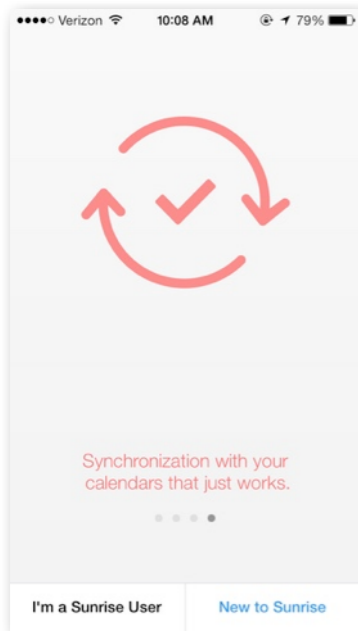 Verizon 10:08 AM 79%
Synchronization with your
calendars that just works.
I'm a Sunrise User New to Sunrise